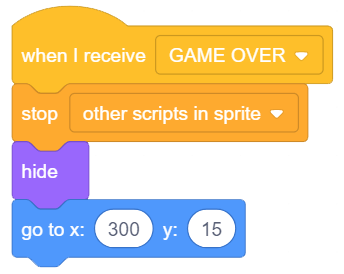 when I receive GAME OVER
stop other scripts in sprite
hide
go to x: 300 y: 15